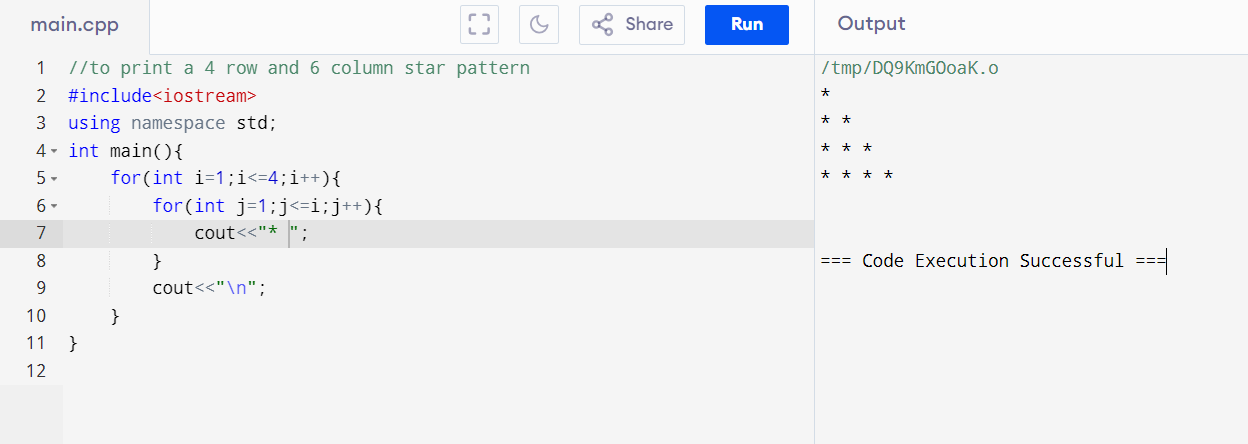 main.cpp
Share
Run
Output
1 //to print a 4 row and 6 column star pattern
2 #include<iostream>
3 using namespace std;
4 int main(){
5     for(int i=1;i<=4;i++){
6         for(int j=1;j<=i;j++){
7             cout<<"* ";
8         }
9         cout<<"\n";
10     }
11 }
12
/tmp/DQ9KmGOoaK.o
*
* *
* * *
* * * *
=== Code Execution Successful ===